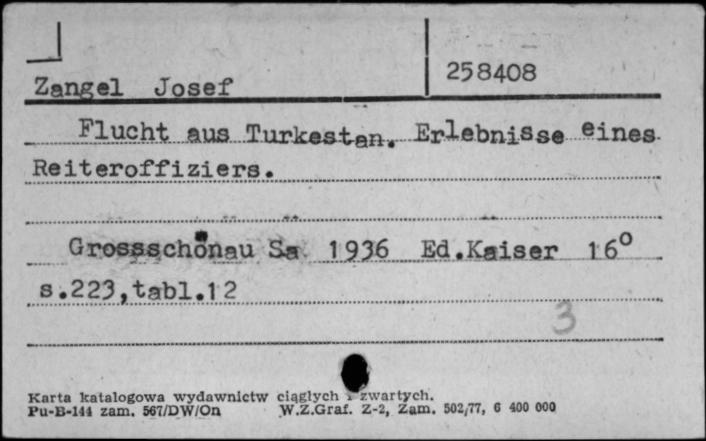 258408
Zangel Josef
Flucht aus Turkestan. Erlebnisse eines
Reiteroffiziers.
Grossschönau Sa 1936 Ed.Kaiser 16°
s.223,tabl.12
3
Karta katalogowa wydawnictw ciągłych i zwartych.
Pu-B-144 zam. 567/DW/On W.Z.Graf. Z-2, Zam. 502/77, 6 400 000